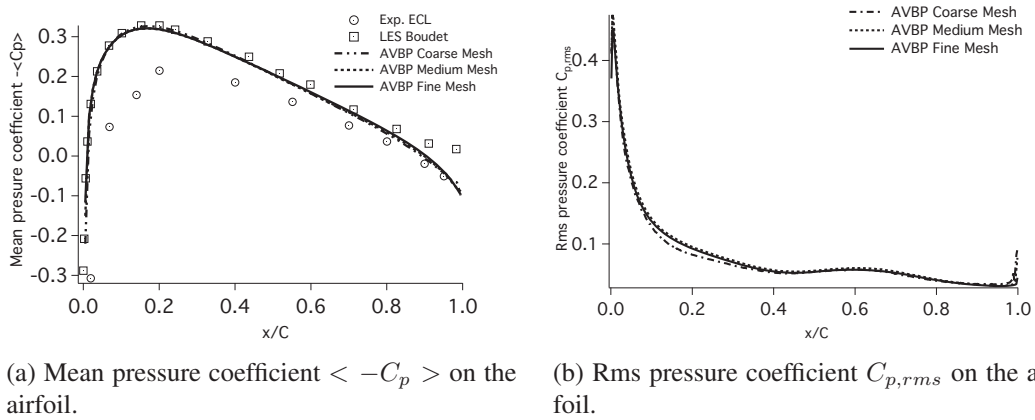 Mean pressure coefficient -<Cp>
0.3
0.2
0.1
0.0
-0.1
-0.2
-0.3
0.0
0.2
0.4
0.6
0.8
1.0
x/C
Exp. ECL
LES Boudet
AVBP Coarse Mesh
AVBP Medium Mesh
AVBP Fine Mesh
(a) Mean pressure coefficient < −Cp > on the
airfoil.
Rms pressure coefficient Cp,rms
0.4
0.3
0.2
0.1
0.0
0.2
0.4
0.6
0.8
1.0
x/C
AVBP Coarse Mesh
AVBP Medium Mesh
AVBP Fine Mesh
(b) Rms pressure coefficient Cp,rms on the a
foil.